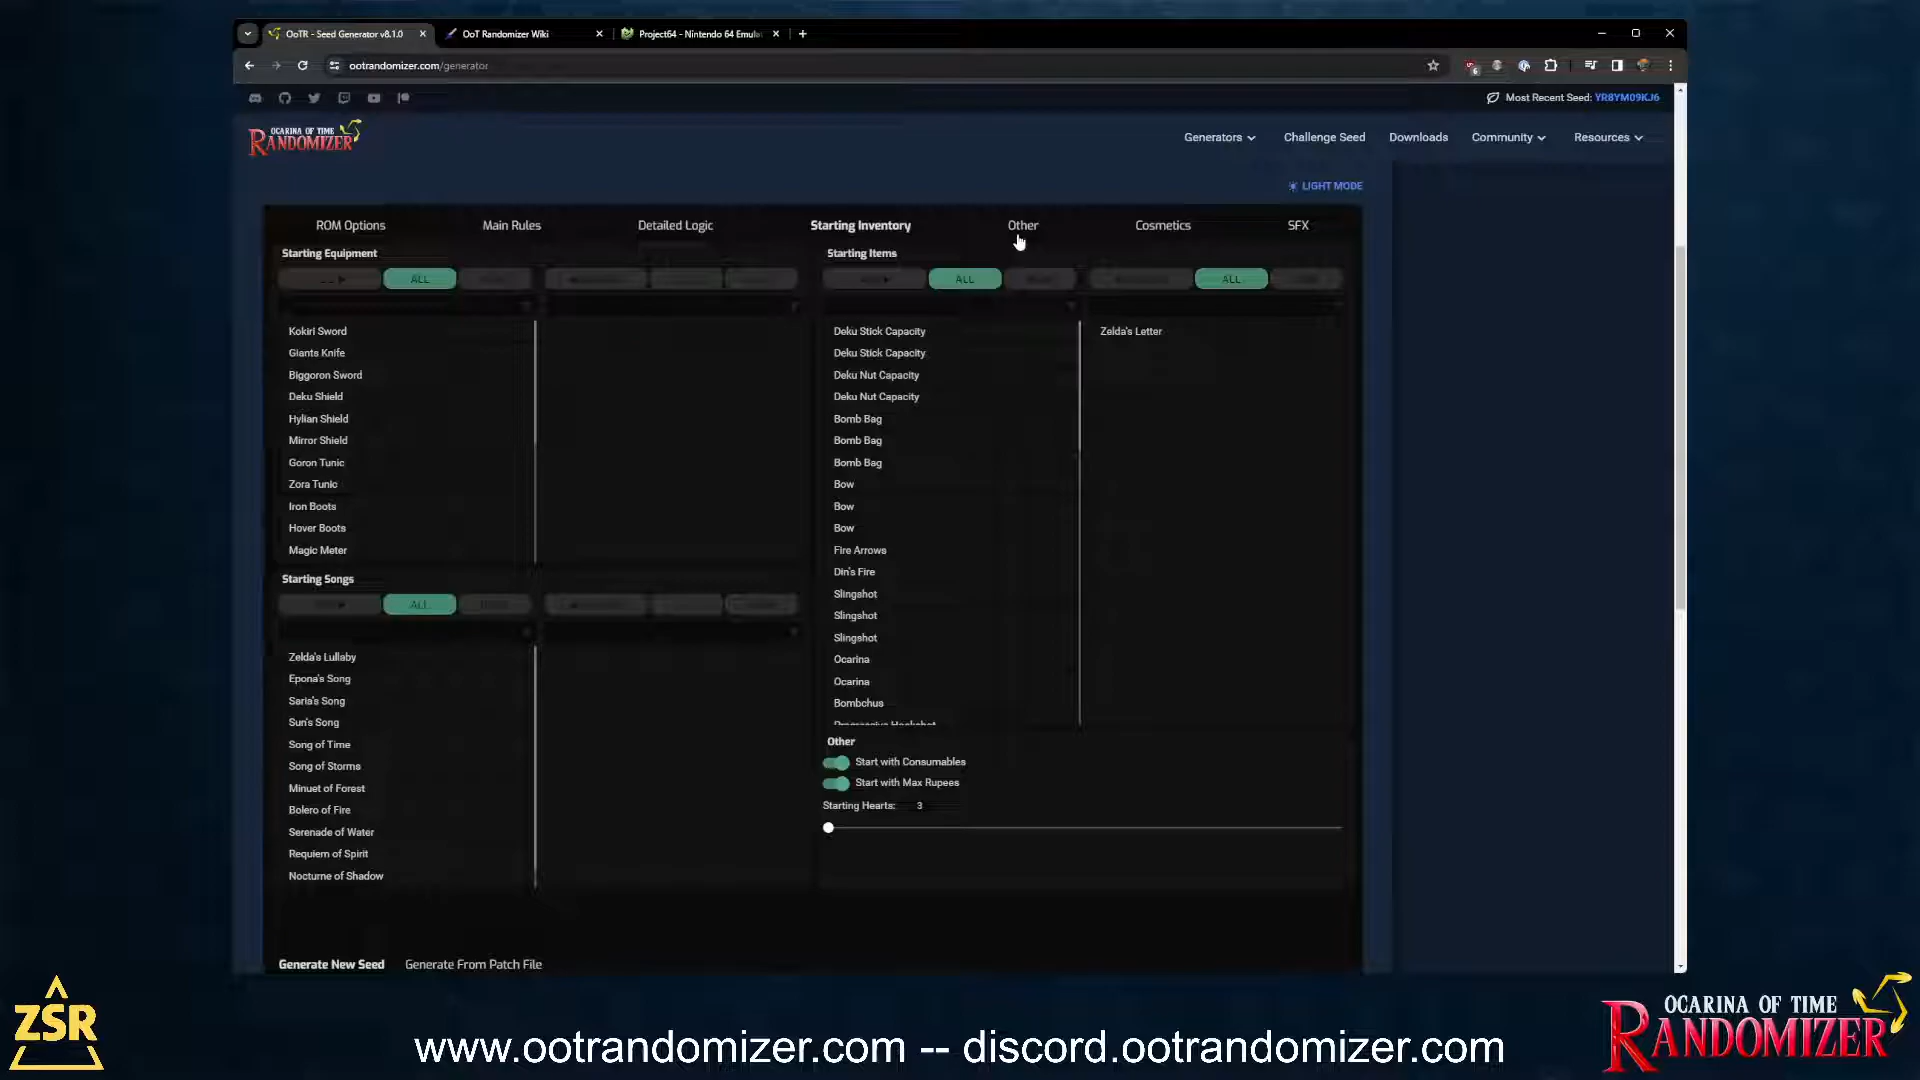 OoTR - Seed Generator v8.1.0
OoT Randomizer Wiki
Project64 - Nintendo 64 Emul
ootrandomizer.com/generator
6
Most Recent Seed: YR8YM09KJ6
OCARINA OF TIME
RANDOMIZER
Generators
Challenge Seed
Downloads
Community
Resources
LIGHT MODE
ROM Options
Main Rules
Detailed Logic
Starting Inventory
Other
Cosmetics
SFX
Starting Equipment
ALL
Kokiri Sword
Giants Knife
Biggoron Sword
Deku Shield
Hylian Shield
Mirror Shield
Goron Tunic
Zora Tunic
Iron Boots
Hover Boots
Magic Meter
Starting Songs
ALL
Zelda's Lullaby
Epona's Song
Saria's Song
Sun's Song
Song of Time
Song of Storms
Minuet of Forest
Bolero of Fire
Serenade of Water
Requiem of Spirit
Nocturne of Shadow
Starting Items
ALL
ALL
Deku Stick Capacity
Deku Stick Capacity
Deku Nut Capacity
Deku Nut Capacity
Bomb Bag
Bomb Bag
Bomb Bag
Bow
Bow
Bow
Fire Arrows
Din's Fire
Slingshot
Slingshot
Slingshot
Ocarina
Ocarina
Bombchus
Progressive Hookshot
Zelda's Letter
Other
Start with Consumables
Start with Max Rupees
Starting Hearts: 3
Generate New Seed
Generate From Patch File
ZSR
www.ootrandomizer.com -- discord.ootrandomizer.com
OCARINA OF TIME
RANDOMIZER